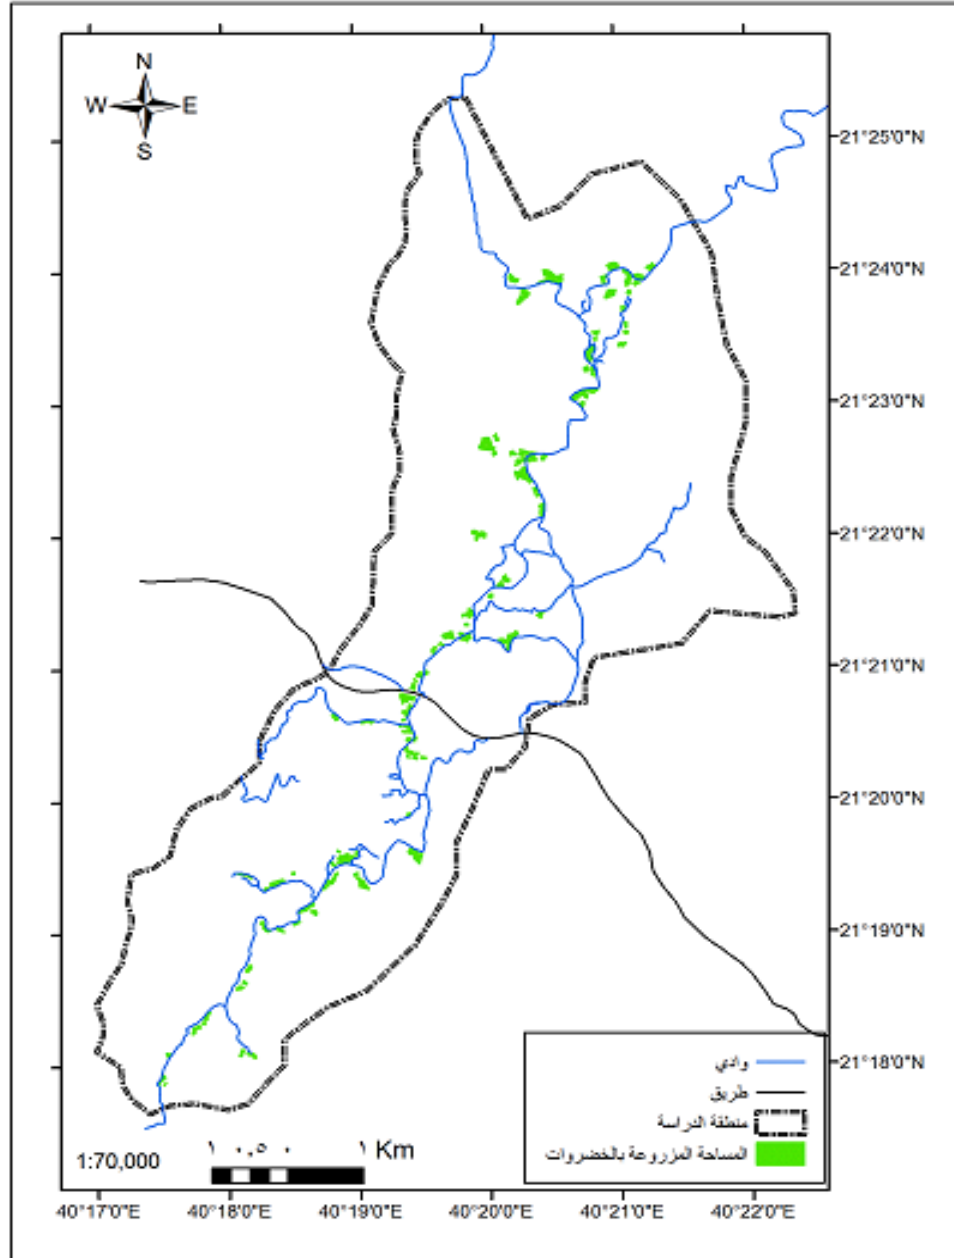 N
W E
S
21°25'0"N
21°24'0"N
21°23'0"N
21°22'0"N
21°21'0"N
21°20'0"N
21°19'0"N
21°18'0"N
وادي
طريق
منطقة الدراسة
المساحة المزروعة بالخضروات
1:70,000
١ ٠,٥ ٠ ١ Km
40°17'0"E 40°18'0"E 40°19'0"E 40°20'0"E 40°21'0"E 40°22'0"E